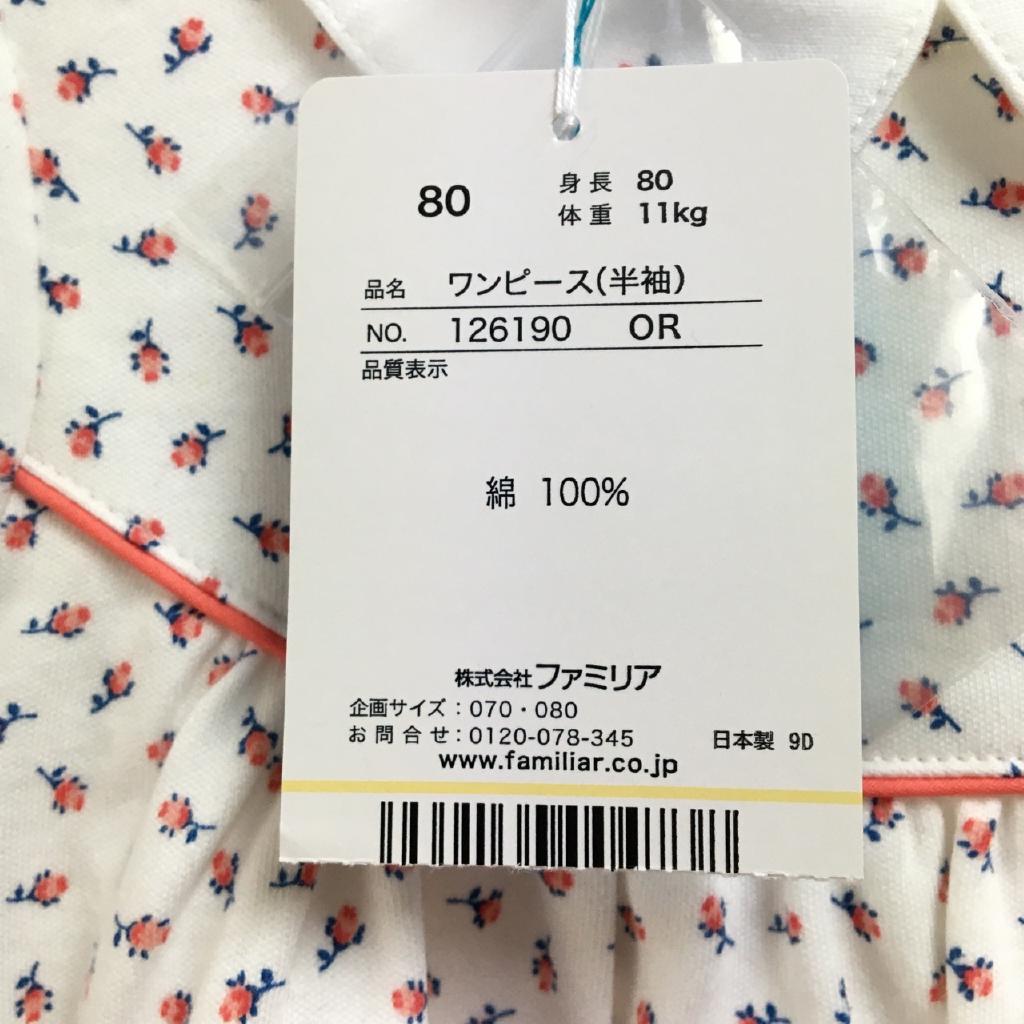 80
身長 80
体重 11kg
品名 ワンピース(半袖)
NO. 126190 OR
品質表示
綿 100%
株式会社ファミリア
企画サイズ:070・080
お問合せ:0120-078-345
日本製 9D
www.familiar.co.jp